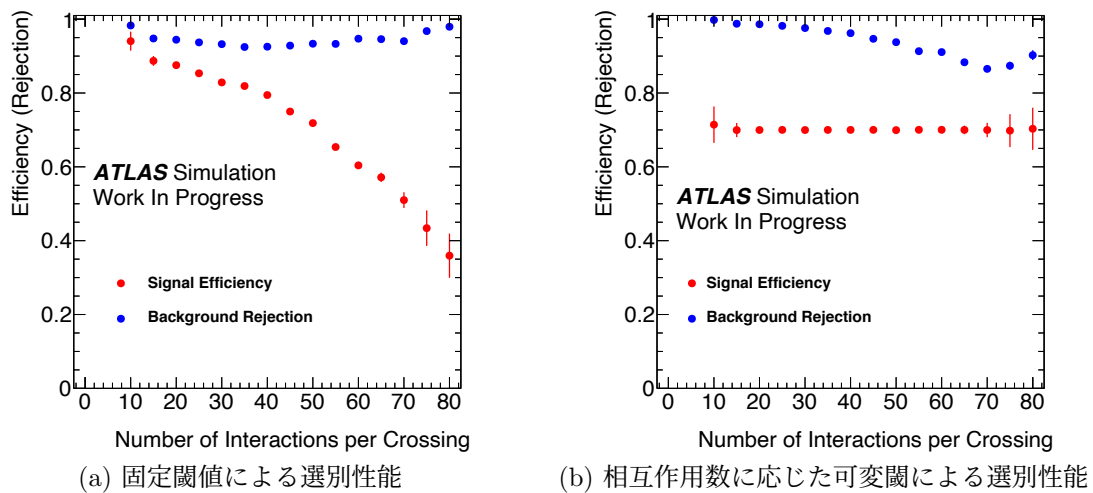 Efficiency (Rejection)
1
0.8
0.6
0.4
0.2
0
ATLAS Simulation
Work In Progress
Signal Efficiency
Background Rejection
0 10 20 30 40 50 60 70 80
Number of Interactions per Crossing
(a) 固定閾値による選別性能
Efficiency (Rejection)
1
0.8
0.6
0.4
0.2
0
ATLAS Simulation
Work In Progress
Signal Efficiency
Background Rejection
0 10 20 30 40 50 60 70 80
Number of Interactions per Crossing
(b) 相互作用数に応じた可変閾による選別性能